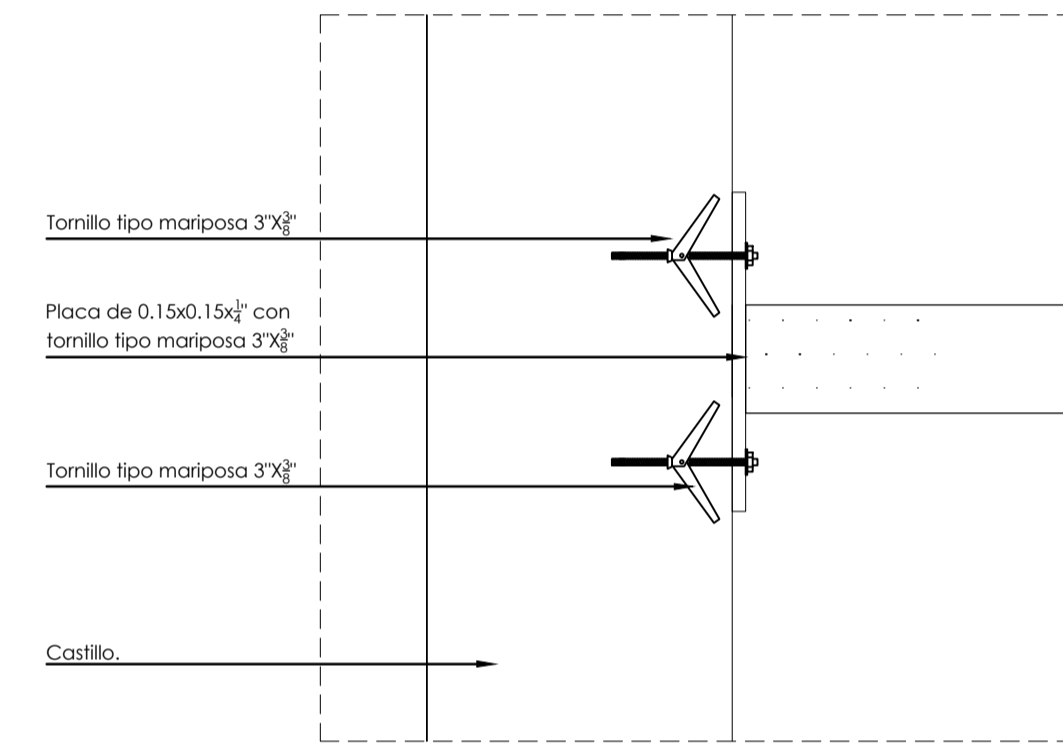 Tornillo tipo mariposa 3"X3/8"
Placa de 0.15x0.15x1/4" con
tornillo tipo mariposa 3"X3/8"
Tornillo tipo mariposa 3"X3/8"
Castillo.